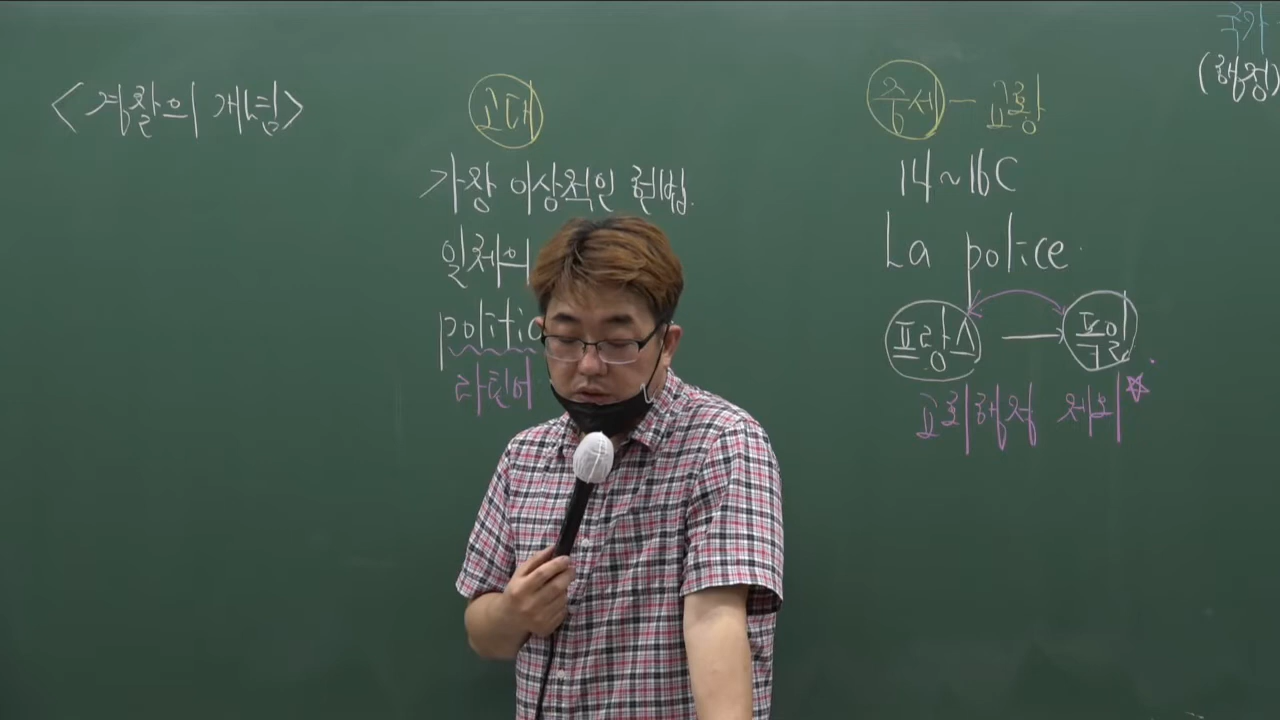 <경찰의 개념>
고대
가장 이상적인 헌법.
일체의
politi
라틴어
중세 - 교황
14~16C
La police
프랑스 → 독일
교회행정 제외 ☆
국가
(행정)